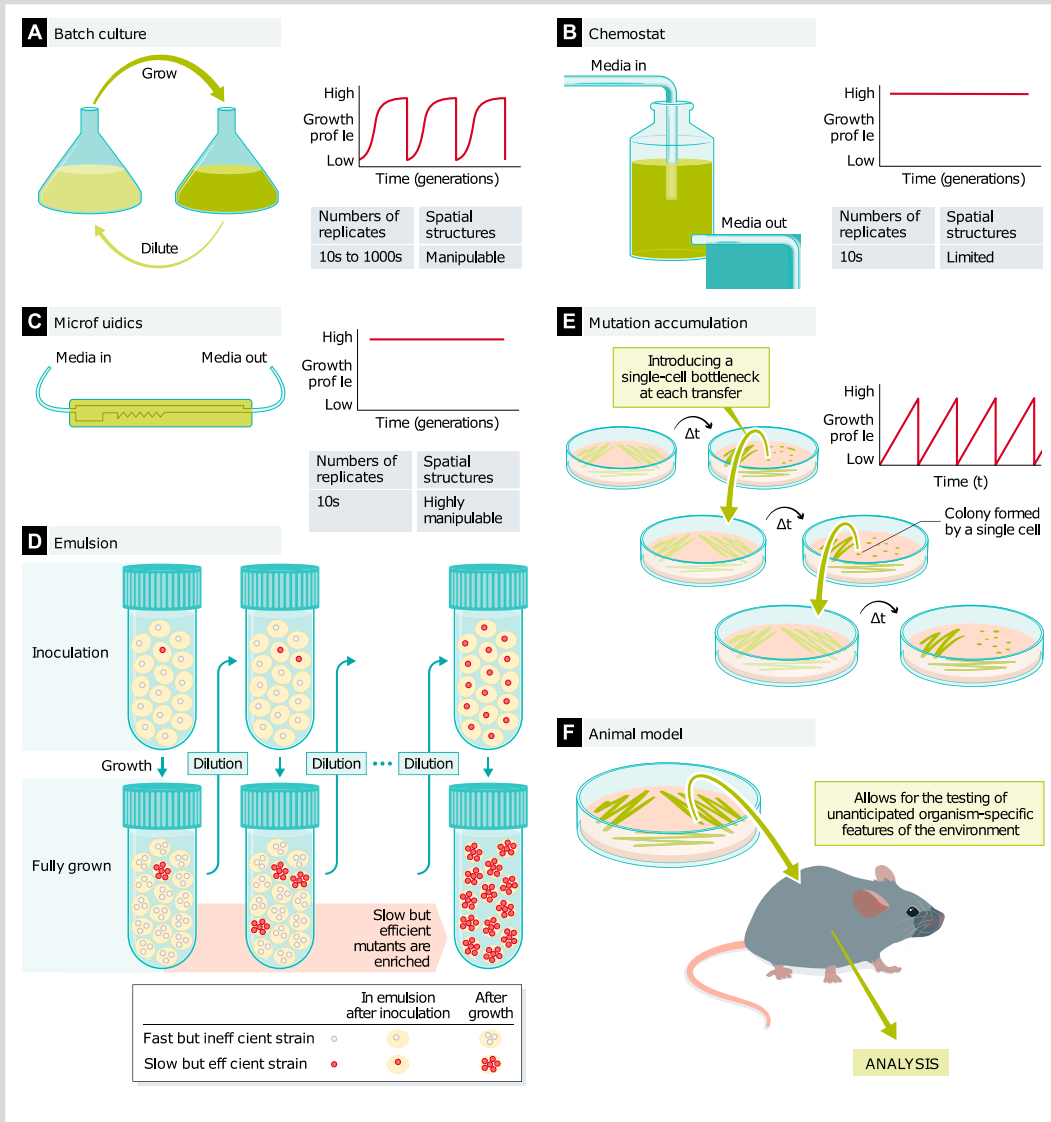 A Batch culture
Grow
Dilute
High
Growth
prof le
Low
Time (generations)
Numbers of
replicates
Spatial
structures
10s to 1000s
Manipulable
B Chemostat
Media in
Media out
High
Growth
prof le
Low
Time (generations)
Numbers of
replicates
Spatial
structures
10s
Limited
C Microf uidics
Media in
Media out
High
Growth
prof le
Low
Time (generations)
Numbers of
replicates
Spatial
structures
10s
Highly
manipulable
D Emulsion
Inoculation
Growth
Dilution
Dilution
•••
Dilution
Fully grown
Slow but
efficient
mutants are
enriched
In emulsion
after inoculation
After
growth
Fast but ineff cient strain
Slow but eff cient strain
E Mutation accumulation
Introducing a
single-cell bottleneck
at each transfer
Δt
Δt
Δt
High
Growth
prof le
Low
Time (t)
Colony formed
by a single cell
F Animal model
Allows for the testing of
unanticipated organism-specific
features of the environment
ANALYSIS